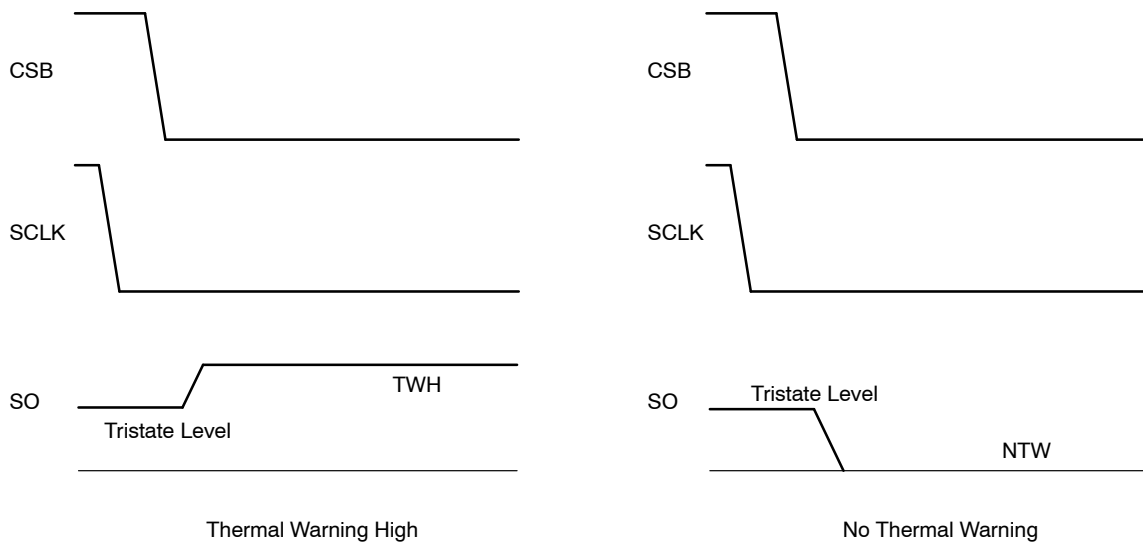 CSB
SCLK
SO
TWH
Tristate Level
Thermal Warning High
CSB
SCLK
SO
Tristate Level
NTW
No Thermal Warning